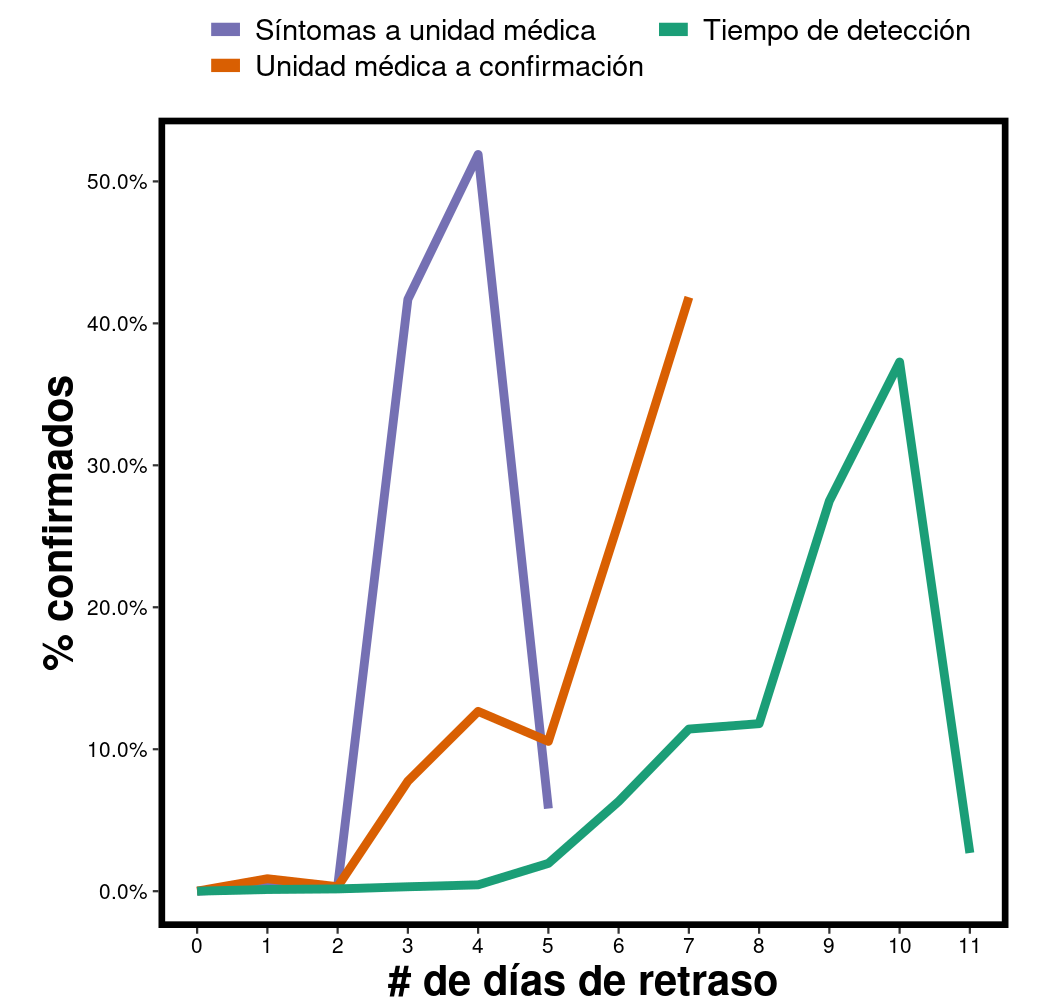 Síntomas a unidad médica
Tiempo de detección
Unidad médica a confirmación
50.0%
40.0%
30.0%
20.0%
10.0%
0.0%
% confirmados
0 1 2 3 4 5 6 7 8 9 10 11
# de días de retraso